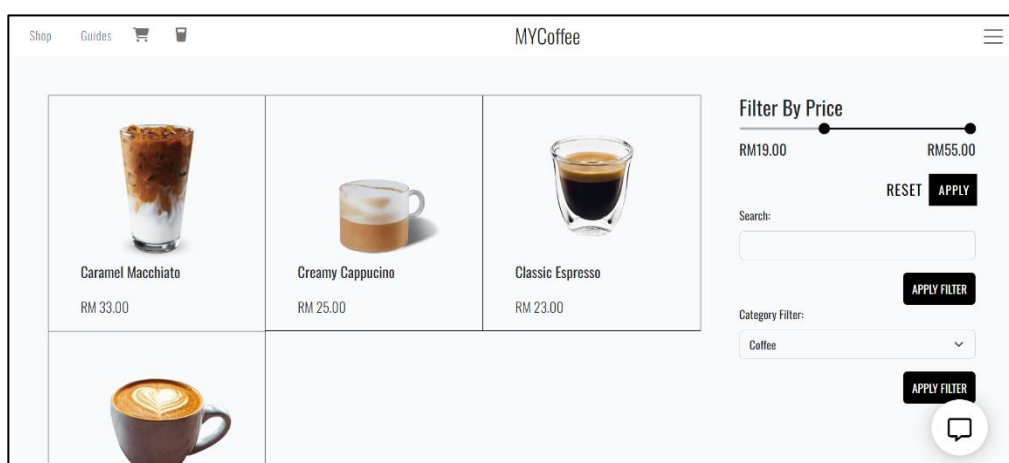 Shop Guides MYCoffee
Caramel Macchiato
RM 33.00
Creamy Cappucino
RM 25.00
Classic Espresso
RM 23.00
Filter By Price
RM19.00 RM55.00
RESET APPLY
Search:
APPLY FILTER
Category Filter:
Coffee
APPLY FILTER